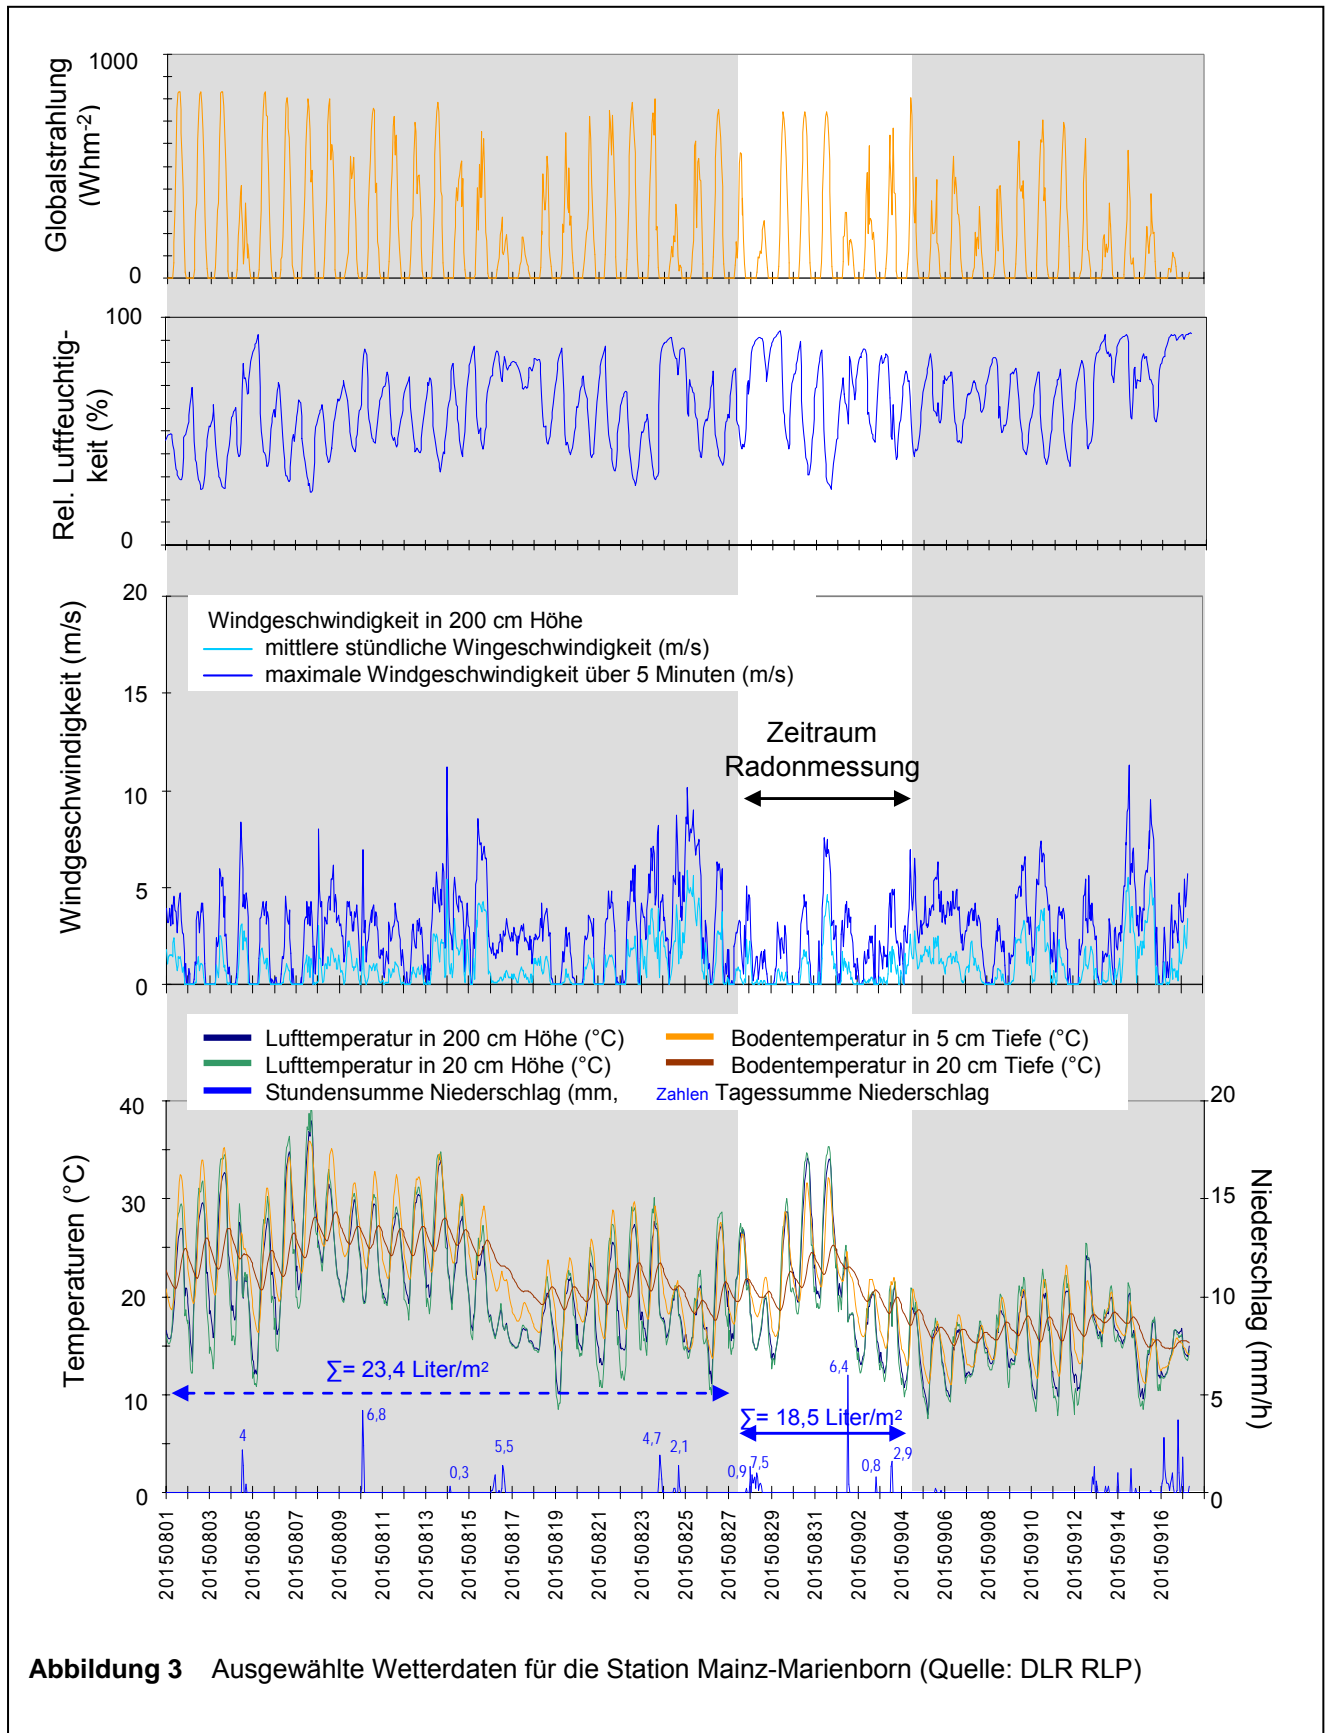 1000
Globalstrahlung
(Whm-2)
0
100
Rel. Luftfeuchtig-
keit (%)
0
20
Windgeschwindigkeit in 200 cm Höhe
mittlere stündliche Wingeschwindigkeit (m/s)
maximale Windgeschwindigkeit über 5 Minuten (m/s)
Windgeschwindigkeit (m/s)
15
Zeitraum
Radonmessung
10
5
0
Lufttemperatur in 200 cm Höhe (°C)
Bodentemperatur in 5 cm Tiefe (°C)
Lufttemperatur in 20 cm Höhe (°C)
Bodentemperatur in 20 cm Tiefe (°C)
Stundensumme Niederschlag (mm,
Zahlen Tagessumme Niederschlag
40
20
Temperaturen (°C)
Niederschlag (mm/h)
30
15
20
10
∑= 23,4 Liter/m²
6,4
10
5
∑= 18,5 Liter/m²
4
6,8
0,3
5,5
4,7
2,1
0,9
7,5
0,8
2,9
0
0
20150801
20150803
20150805
20150807
20150809
20150811
20150813
20150815
20150817
20150819
20150821
20150823
20150825
20150827
20150829
20150831
20150902
20150904
20150906
20150908
20150910
20150912
20150914
20150916
Abbildung 3 Ausgewählte Wetterdaten für die Station Mainz-Marienborn (Quelle: DLR RLP)